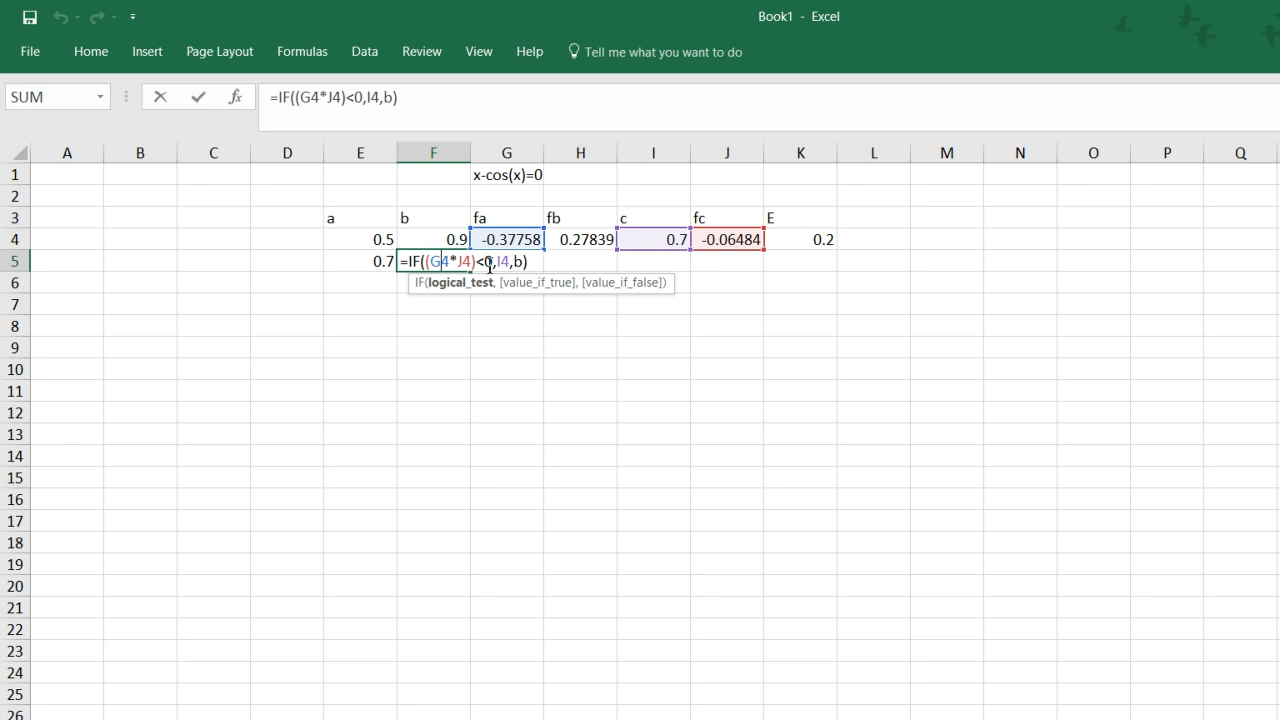 Book1 - Excel
File Home Insert Page Layout Formulas Data Review View Help Tell me what you want to do
SUM fx =IF((G4*J4)<0,I4,b)
A B C D E F G H I J K L M N O P Q
1 x-cos(x)=0
2
3 a b fa fb c fc E
4 0.5 0.9 -0.37758 0.27839 0.7 -0.06484 0.2
5 0.7 =IF((G4*J4)<0,I4,b)
6 IF(logical_test, [value_if_true], [value_if_false])
7
8
9
10
11
12
13
14
15
16
17
18
19
20
21
22
23
24
25
26